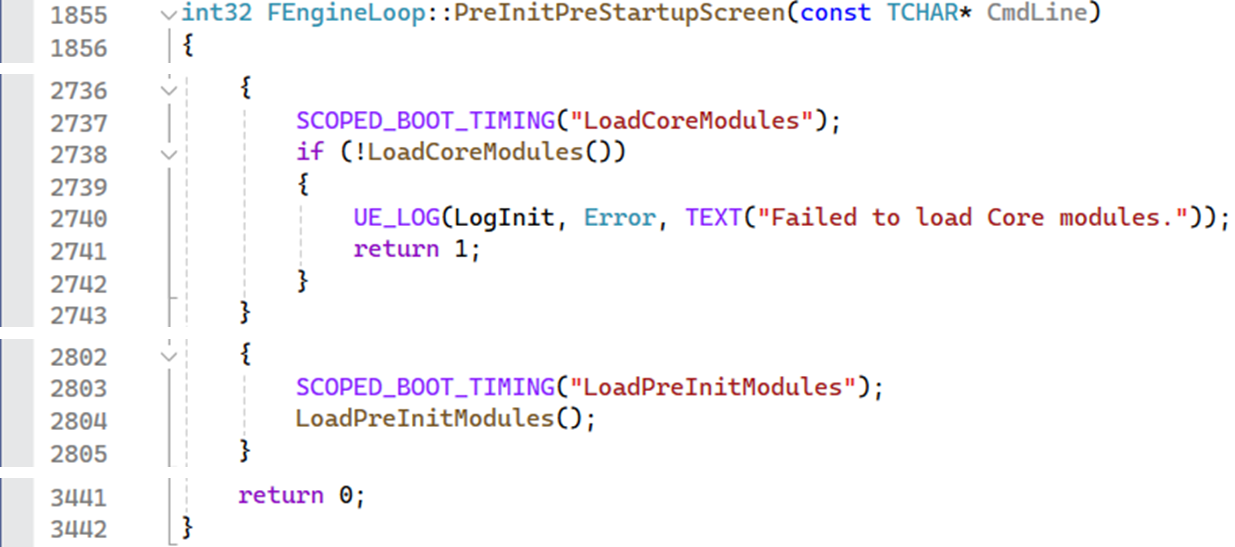 1855 int32 FEngineLoop::PreInitPreStartupScreen(const TCHAR* CmdLine)
1856 {
2736 {
2737 SCOPED_BOOT_TIMING("LoadCoreModules");
2738 if (!LoadCoreModules())
2739 {
2740 UE_LOG(LogInit, Error, TEXT("Failed to load Core modules."));
2741 return 1;
2742 }
2743 }
2802 {
2803 SCOPED_BOOT_TIMING("LoadPreInitModules");
2804 LoadPreInitModules();
2805 }
3441 return 0;
3442 }